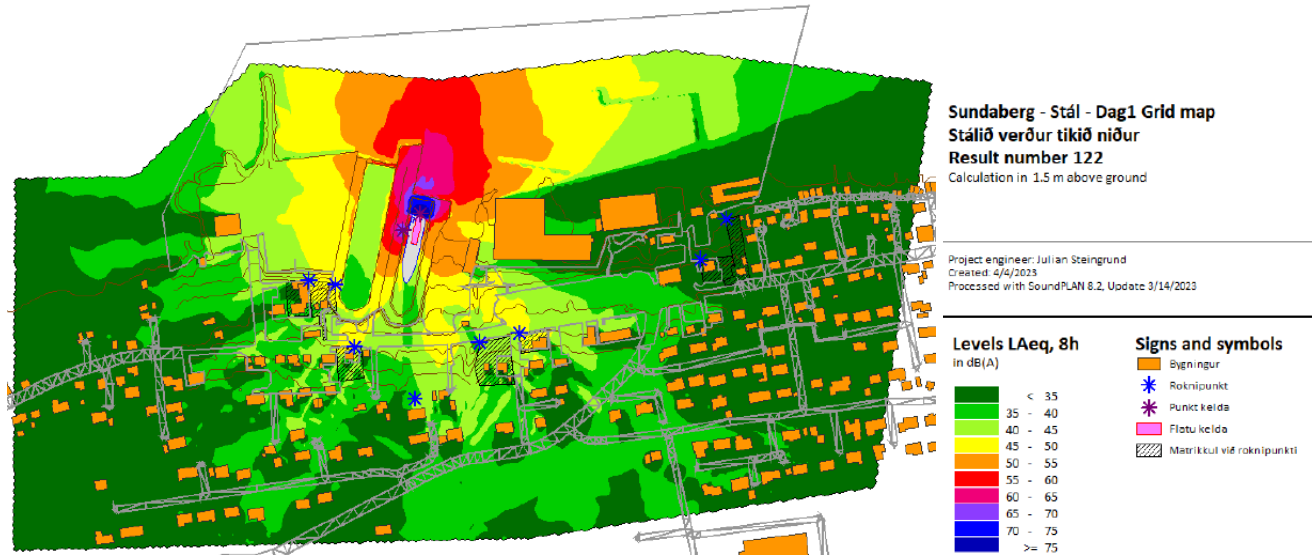 Sundaberg - Stál - Dag1 Grid map
Stálið verður tikið niður
Result number 122
Calculation in 1.5 m above ground
Project engineer: Julian Steingrund
Created: 4/4/2023
Processed with SoundPLAN 8.2, Update 3/14/2023
Levels LAeq, 8h
in dB(A)
< 35
35 - 40
40 - 45
45 - 50
50 - 55
55 - 60
60 - 65
65 - 70
70 - 75
>= 75
Signs and symbols
Bygningur
Roknipunkt
Punkt kelda
Flatu kelda
Matrikkul við roknipunkti